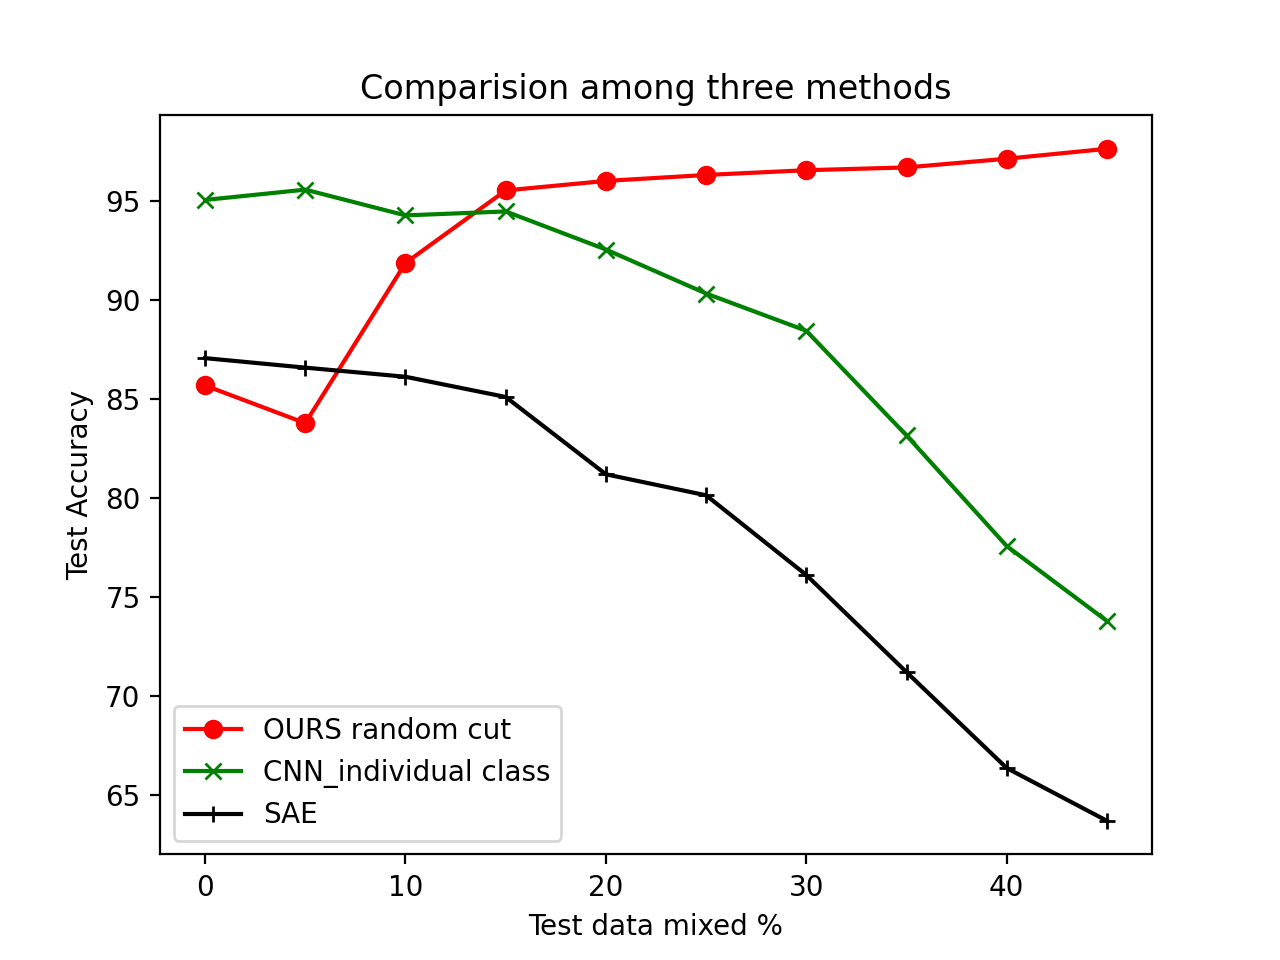 Comparision among three methods
Test Accuracy
95
90
85
80
75
70
65
OURS random cut
CNN_individual class
SAE
0 10 20 30 40
Test data mixed %